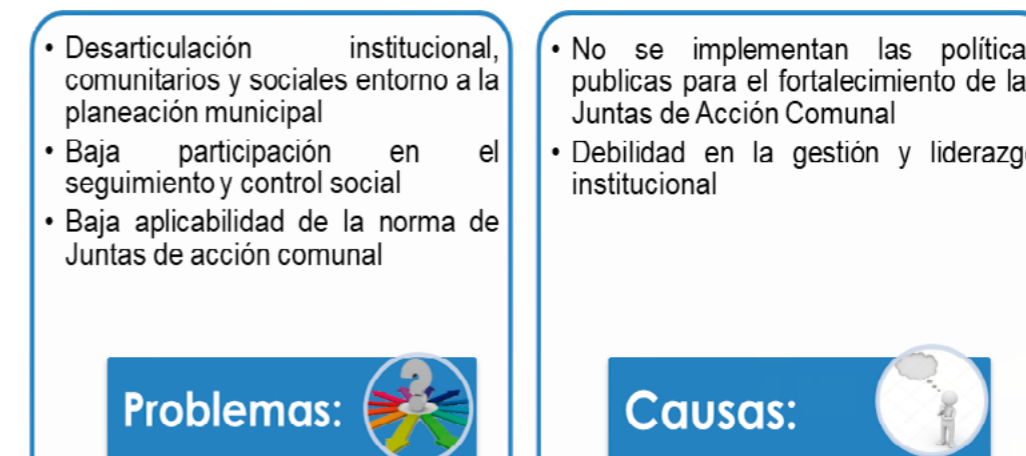 • Desarticulación institucional,
comunitarios y sociales entorno a la
planeación municipal
• Baja participación en el
seguimiento y control social
• Baja aplicabilidad de la norma de
Juntas de acción comunal
Problemas:
• No se implementan las política
publicas para el fortalecimiento de la
Juntas de Acción Comunal
• Debilidad en la gestión y liderazgo
institucional
Causas: